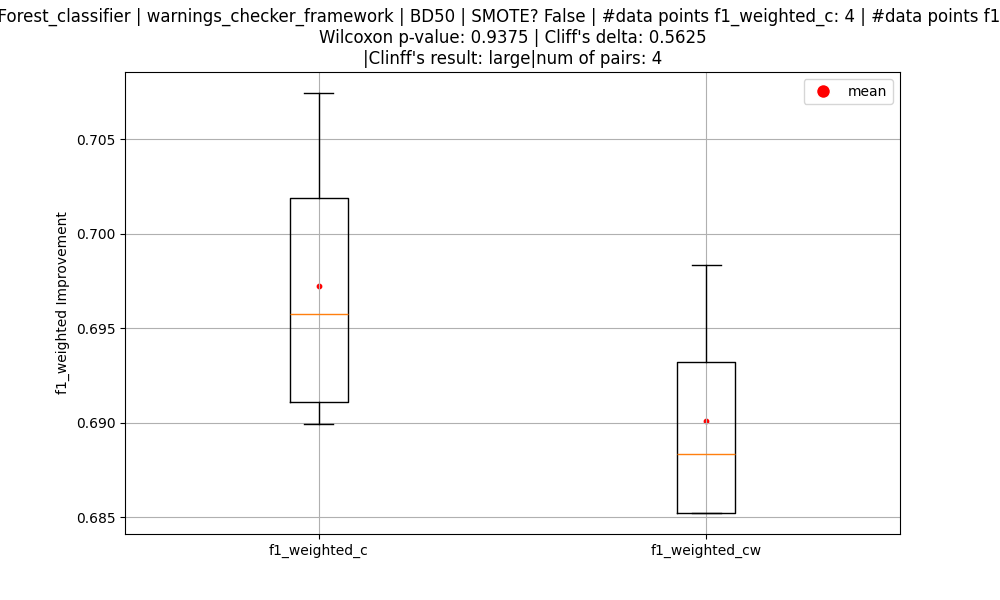 Forest_classifier | warnings_checker_framework | BD50 | SMOTE? False | #data points f1_weighted_c: 4 | #data points f1
Wilcoxon p-value: 0.9375 | Cliff's delta: 0.5625
|Clinff's result: large|num of pairs: 4
mean
0.705
0.700
0.695
0.690
0.685
f1_weighted Improvement
f1_weighted_c
f1_weighted_cw